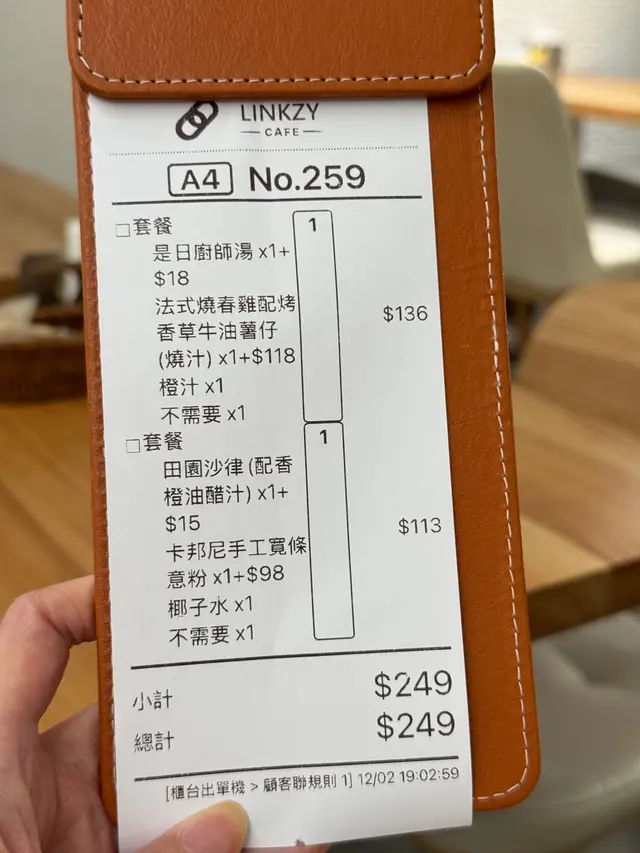 LINKZY
CAFE
A4 No.259
套餐 1
是日廚師湯 x1+
$18
法式燒春雞配烤 $136
香草牛油薯仔
(燒汁) x1+$118
橙汁 x1
不需要 x1
套餐 1
田園沙律 (配香
橙油醋汁) x1+
$15 $113
卡邦尼手工寬條
意粉 x1+$98
椰子水 x1
不需要 x1
小計 $249
總計 $249
[櫃台出單機 > 顧客聯規則 1] 12/02 19:02:59